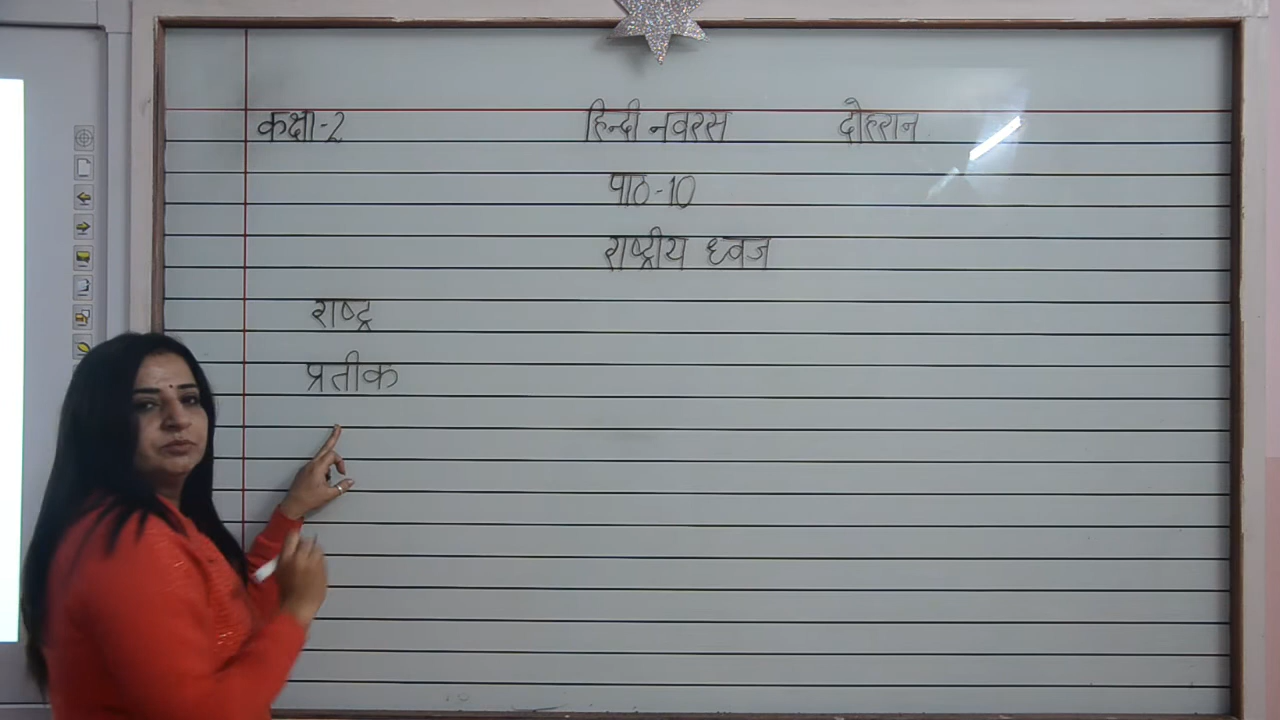 कक्षा-2 हिन्दी नवरस दोहरान
पाठ-10
राष्ट्रीय ध्वज
राष्ट्र
प्रतीक